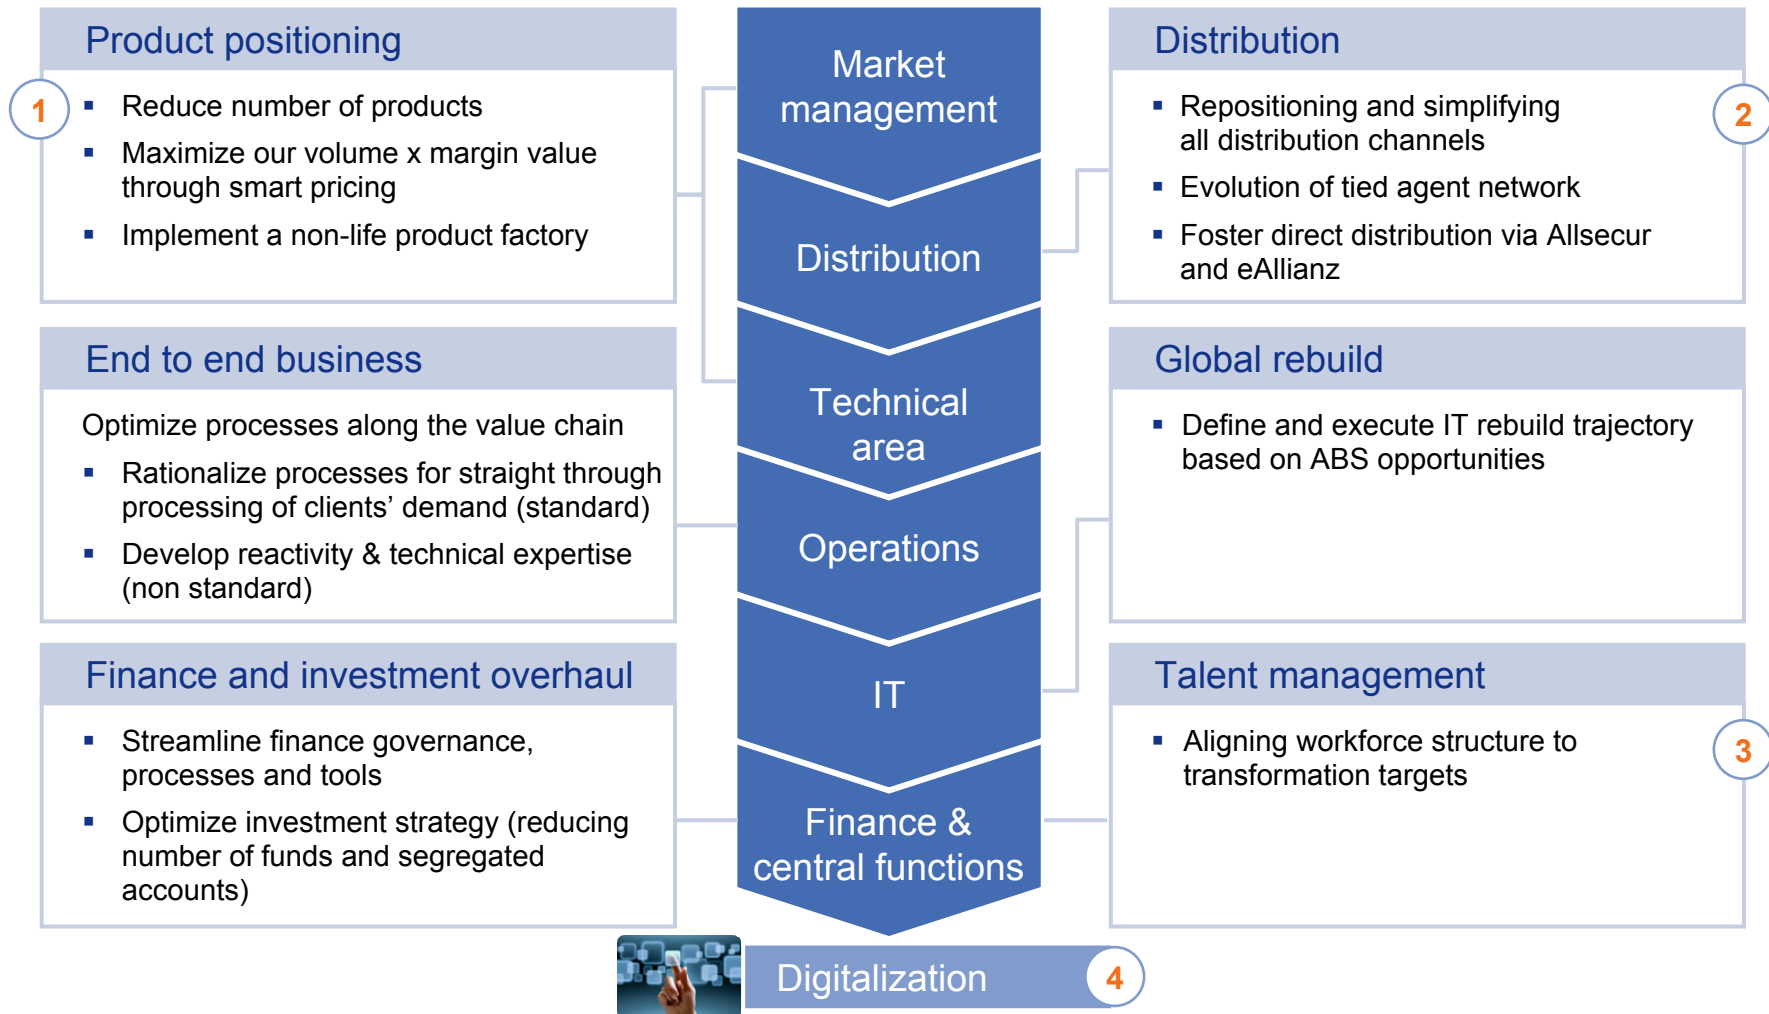 Product positioning
1
▪ Reduce number of products
▪ Maximize our volume x margin value
through smart pricing
▪ Implement a non-life product factory
End to end business
Optimize processes along the value chain
▪ Rationalize processes for straight through
processing of clients’ demand (standard)
▪ Develop reactivity & technical expertise
(non standard)
Finance and investment overhaul
▪ Streamline finance governance,
processes and tools
▪ Optimize investment strategy (reducing
number of funds and segregated
accounts)
Market
management
Distribution
Technical
area
Operations
IT
Finance &
central functions
Distribution
2
▪ Repositioning and simplifying
all distribution channels
▪ Evolution of tied agent network
▪ Foster direct distribution via Allsecur
and eAllianz
Global rebuild
▪ Define and execute IT rebuild trajectory
based on ABS opportunities
Talent management
3
▪ Aligning workforce structure to
transformation targets
Digitalization
4